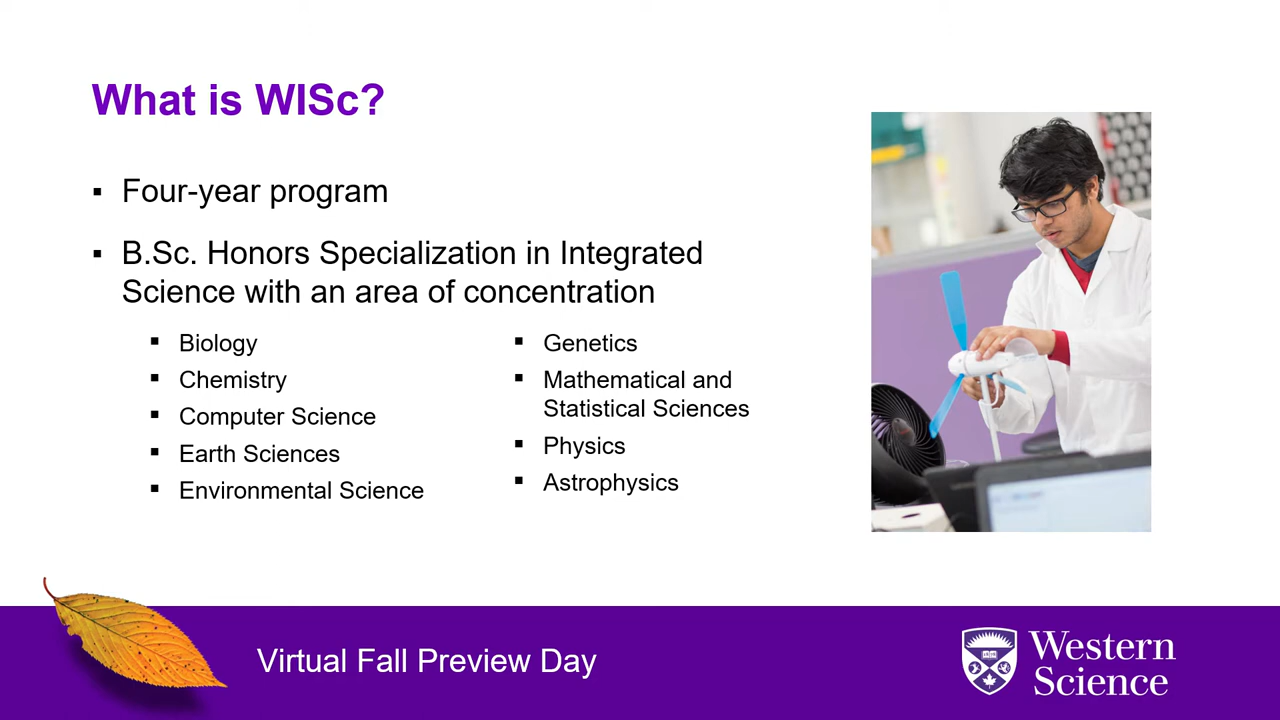 What is WISc?
▪ Four-year program
▪ B.Sc. Honors Specialization in Integrated
Science with an area of concentration
▪ Biology
▪ Chemistry
▪ Computer Science
▪ Earth Sciences
▪ Environmental Science
▪ Genetics
▪ Mathematical and
Statistical Sciences
▪ Physics
▪ Astrophysics
Virtual Fall Preview Day
Western
Science